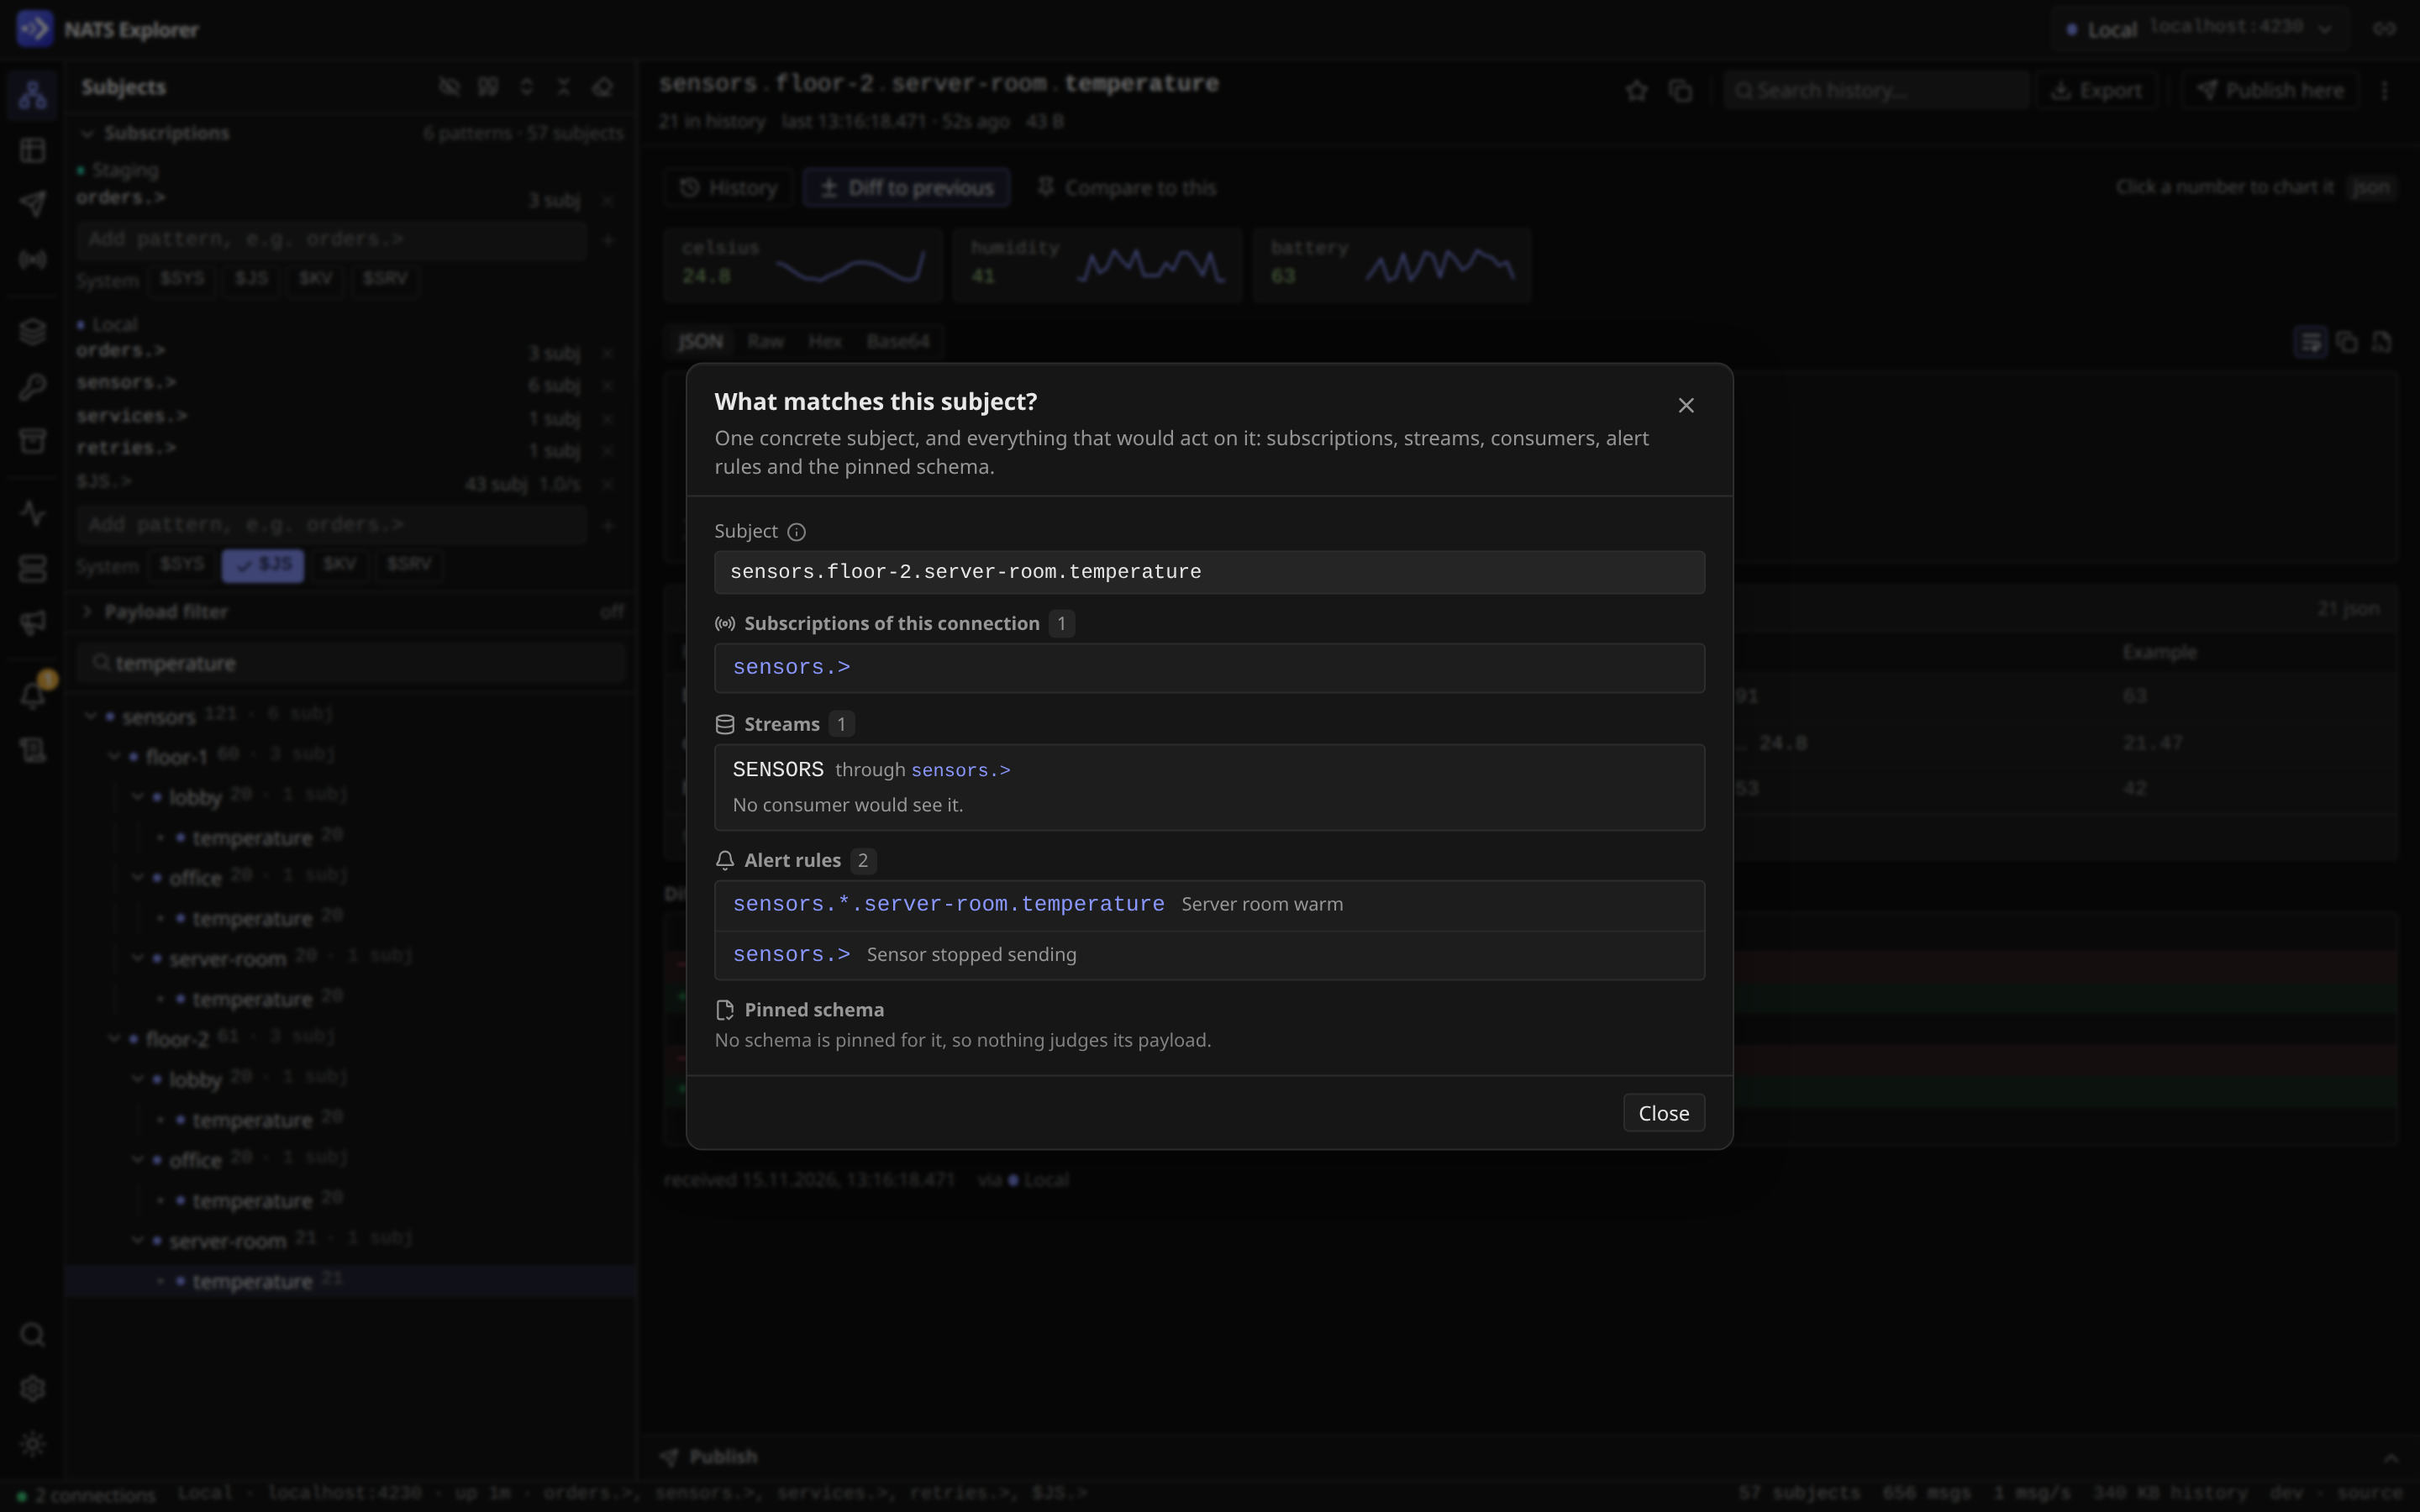 NATS Explorer
Local localhost:4230
Subjects
Subscriptions 6 patterns · 57 subjects
Staging
orders.> 3 subj
Add pattern, e.g. orders.>
System $SYS $JS $KV $SRV
Local
orders.> 3 subj
sensors.> 6 subj
services.> 1 subj
retries.> 1 subj
$JS.> 43 subj 1.0/s
Add pattern, e.g. orders.>
System $SYS $JS $KV $SRV
Payload filter off
temperature
sensors 121 · 6 subj
floor-1 60 · 3 subj
lobby 20 · 1 subj
temperature 20
office 20 · 1 subj
temperature 20
server-room 20 · 1 subj
temperature 20
floor-2 61 · 3 subj
lobby 20 · 1 subj
temperature 20
office 20 · 1 subj
temperature 20
server-room 21 · 1 subj
temperature 21
sensors.floor-2.server-room.temperature
Search history...
Export
Publish here
21 in history last 13:16:18.471 · 52s ago 43 B
History
Diff to previous
Compare to this
Click a number to chart it json
celsius
24.8
humidity
41
battery
63
JSON Raw Hex Base64
What matches this subject?
One concrete subject, and everything that would act on it: subscriptions, streams, consumers, alert
rules and the pinned schema.
Subject
sensors.floor-2.server-room.temperature
Subscriptions of this connection 1
sensors.>
Streams 1
SENSORS through sensors.>
No consumer would see it.
Alert rules 2
sensors.*.server-room.temperature Server room warm
sensors.> Sensor stopped sending
Pinned schema
No schema is pinned for it, so nothing judges its payload.
Close
21 json
Example
91 63
… 24.8 21.47
53 42
received 15.11.2026, 13:16:18.471 via Local
Publish
2 connections Local · localhost:4230 · up 1m · orders.>, sensors.>, services.>, retries.>, $JS.>
57 subjects 656 msgs 1 msg/s 340 KB history dev · source